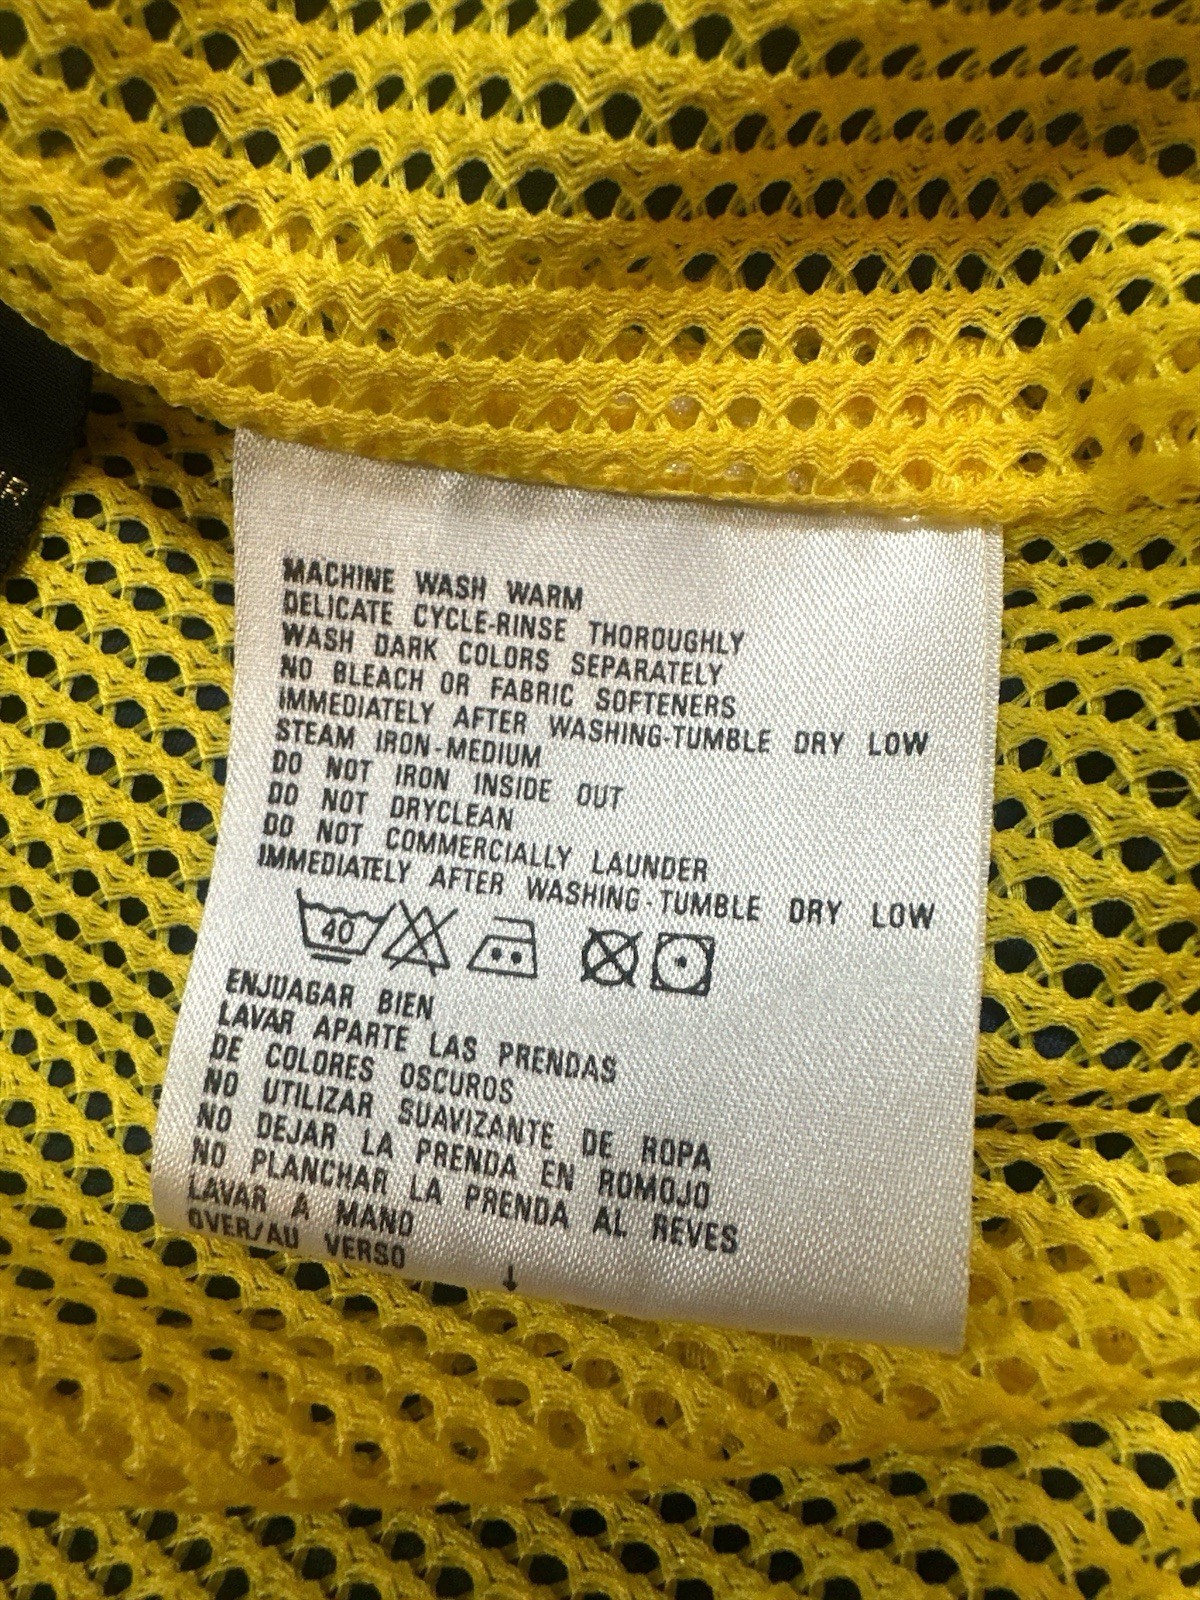 MACHINE WASH WARM
DELICATE CYCLE-RINSE THOROUGHLY
WASH DARK COLORS SEPARATELY
NO BLEACH OR FABRIC SOFTENERS
IMMEDIATELY AFTER WASHING-TUMBLE DRY LOW
STEAM IRON-MEDIUM
DO NOT IRON INSIDE OUT
DO NOT DRYCLEAN
DO NOT COMMERCIALLY LAUNDER
IMMEDIATELY AFTER WASHING-TUMBLE DRY LOW
40
ENJUAGAR BIEN
LAVAR APARTE LAS PRENDAS
DE COLORES OSCUROS
NO UTILIZAR SUAVIZANTE DE ROPA
NO DEJAR LA PRENDA EN ROMOJO
NO PLANCHAR LA PRENDA AL REVES
LAVAR A MANO
OVER/AU VERSO ↓